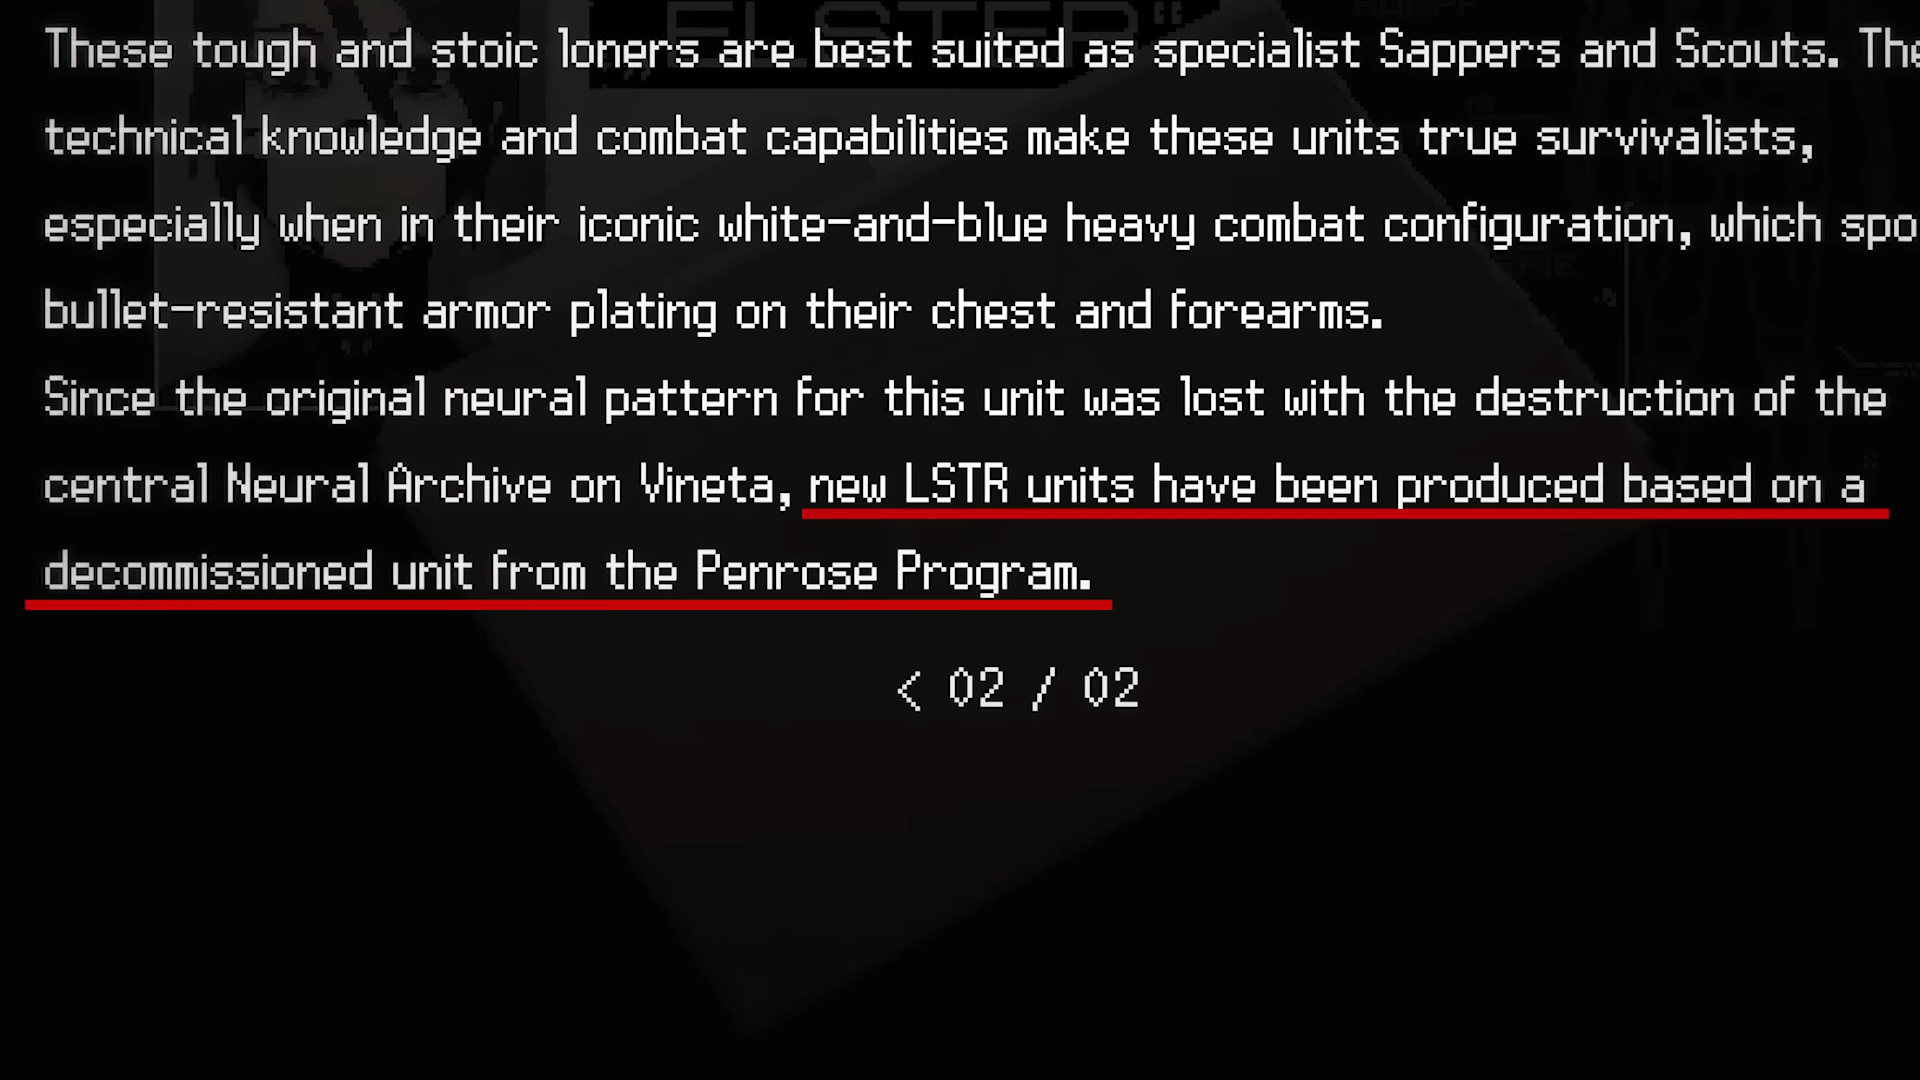 ELSTER"
These tough and stoic loners are best suited as specialist Sappers and Scouts.
technical knowledge and combat capabilities make these units true survivalists,
especially when in their iconic white-and-blue heavy combat configuration, which
bullet-resistant armor plating on their chest and forearms.
Since the original neural pattern for this unit was lost with the destruction of the
central Neural Archive on Vineta, new LSTR units have been produced based on a
decommissioned unit from the Penrose Program.
< 02 / 02